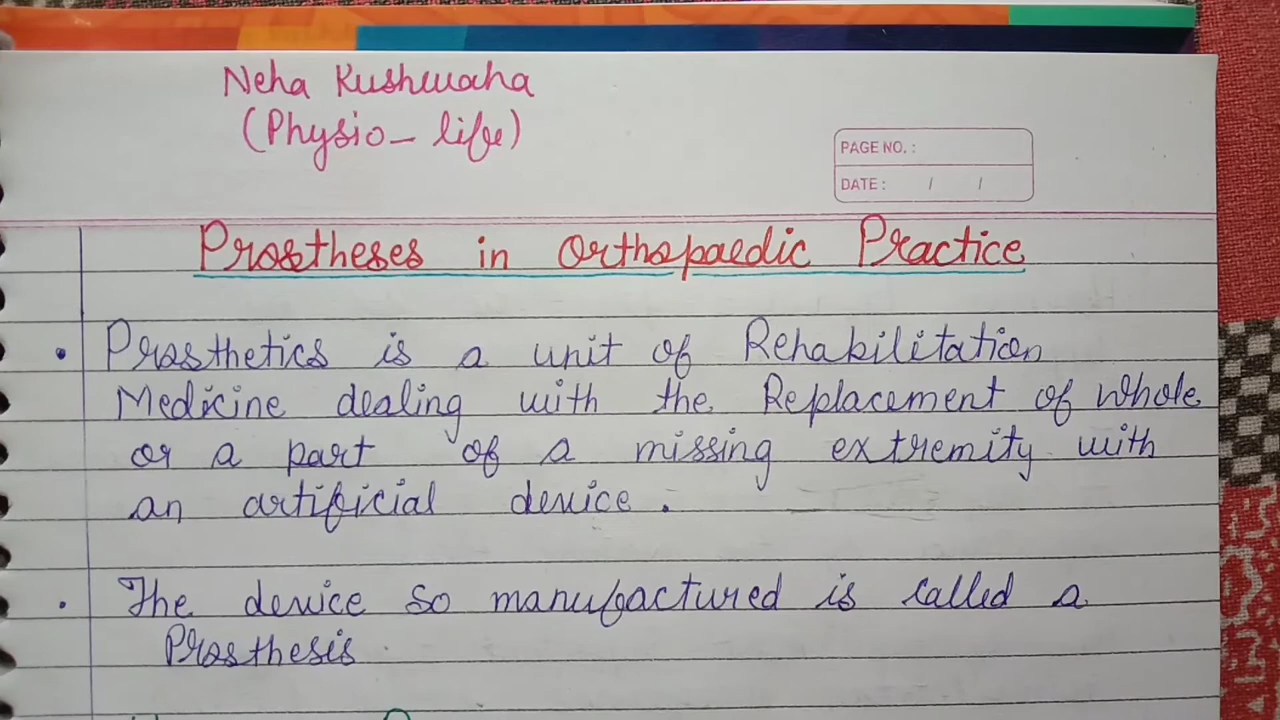 Neha Kushwaha
(Physio-life)
PAGE NO. :
DATE : / /
Prostheses in Orthopaedic Practice
• Prosthetics is a unit of Rehabilitation
Medicine dealing with the Replacement of whole
or a part of a missing extremity with
an artificial device.
• The device so manufactured is called a
Prosthesis